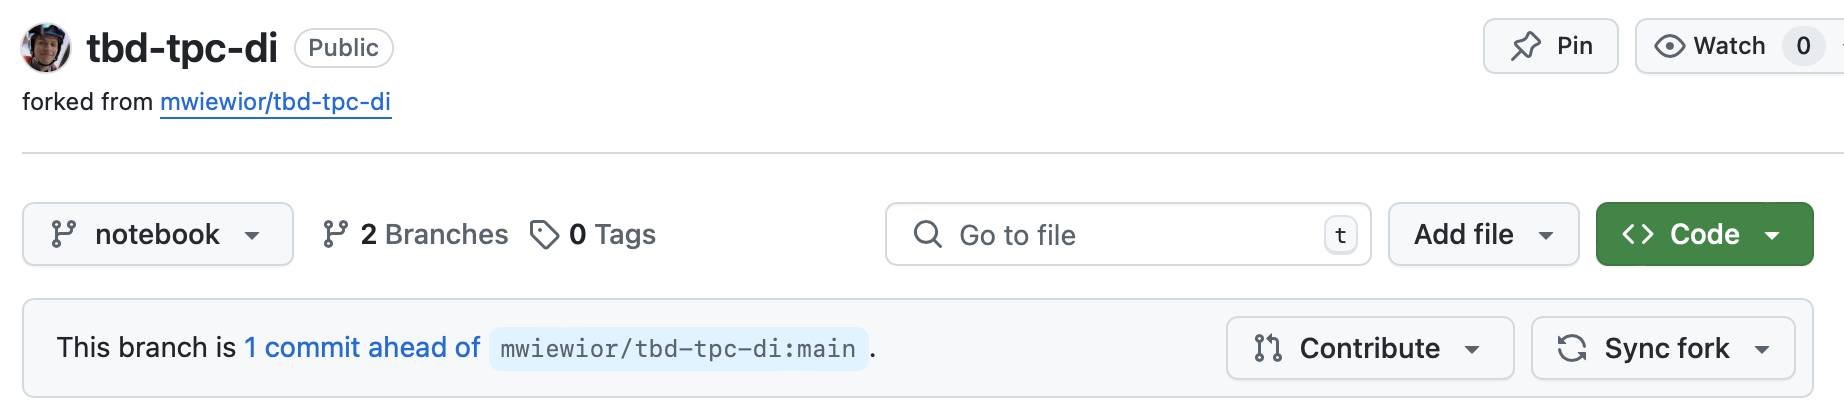 tbd-tpc-di Public Pin Watch 0
forked from mwiewior/tbd-tpc-di
notebook 2 Branches 0 Tags Go to file t Add file Code
This branch is 1 commit ahead of mwiewior/tbd-tpc-di:main . Contribute Sync fork